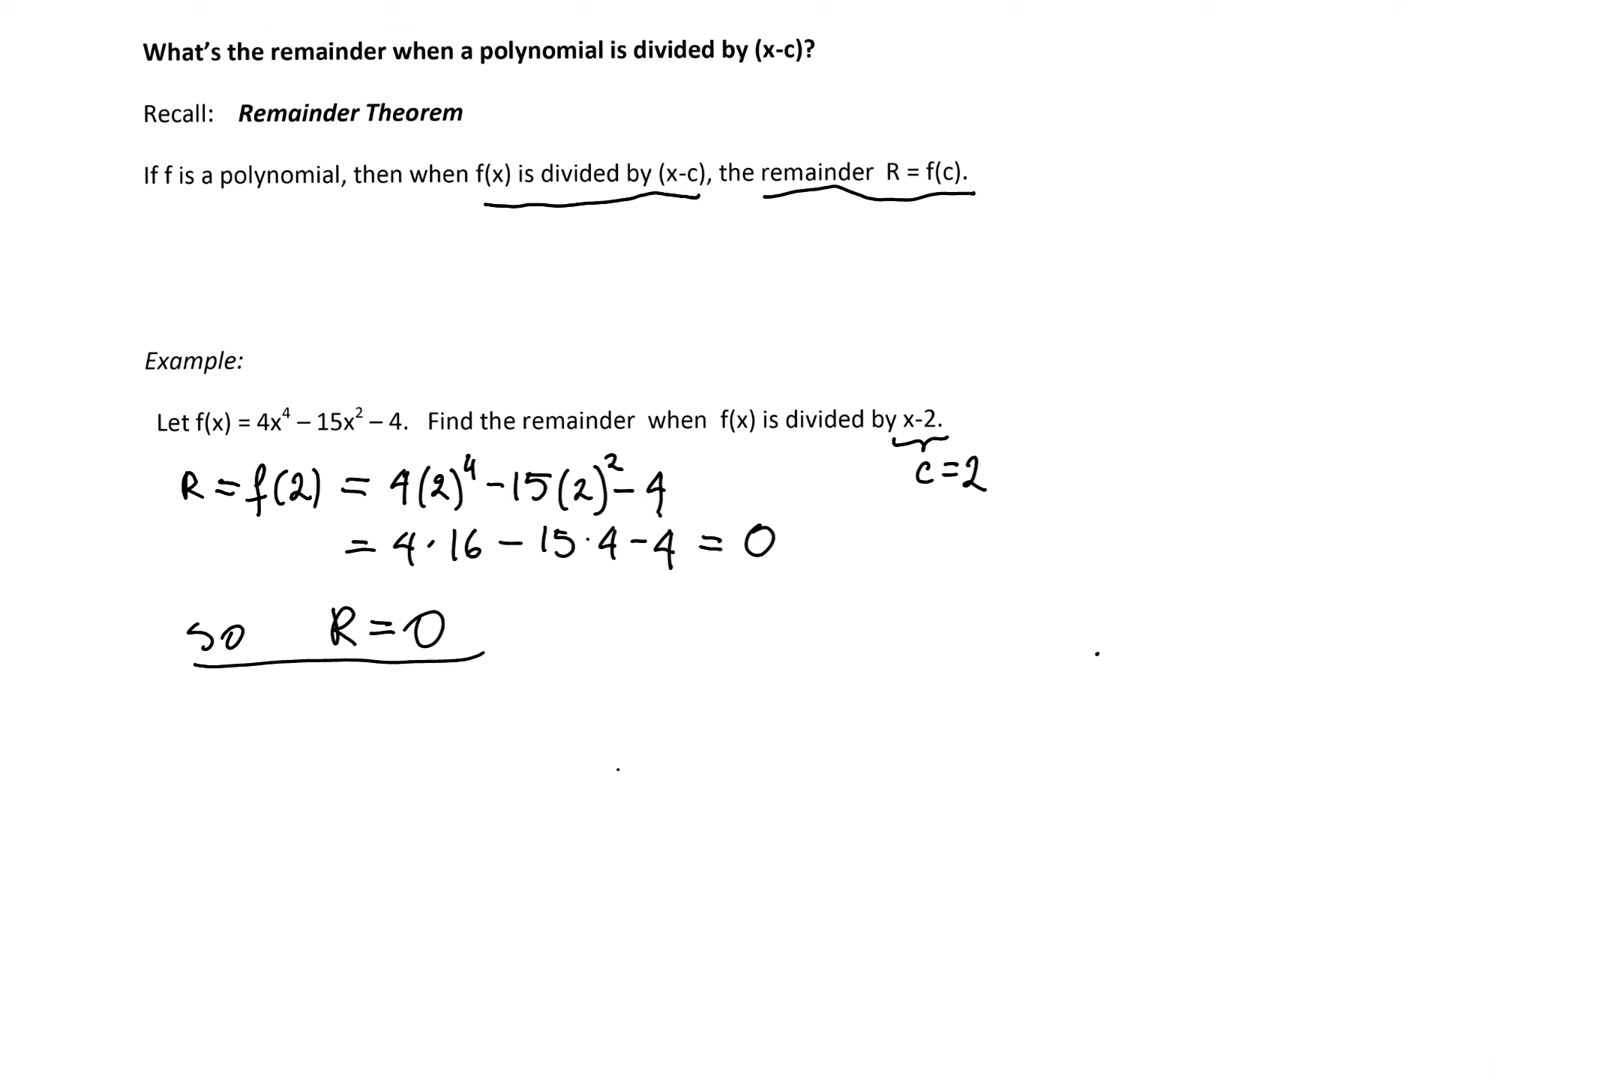 What’s the remainder when a polynomial is divided by (x-c)?
Recall: Remainder Theorem
If f is a polynomial, then when f(x) is divided by (x-c), the remainder R = f(c).
Example:
Let f(x) = 4x⁴ – 15x² – 4. Find the remainder when f(x) is divided by x-2.
c = 2
R = f(2) = 4(2)⁴ - 15(2)² - 4
= 4 · 16 - 15 · 4 - 4 = 0
so R = 0